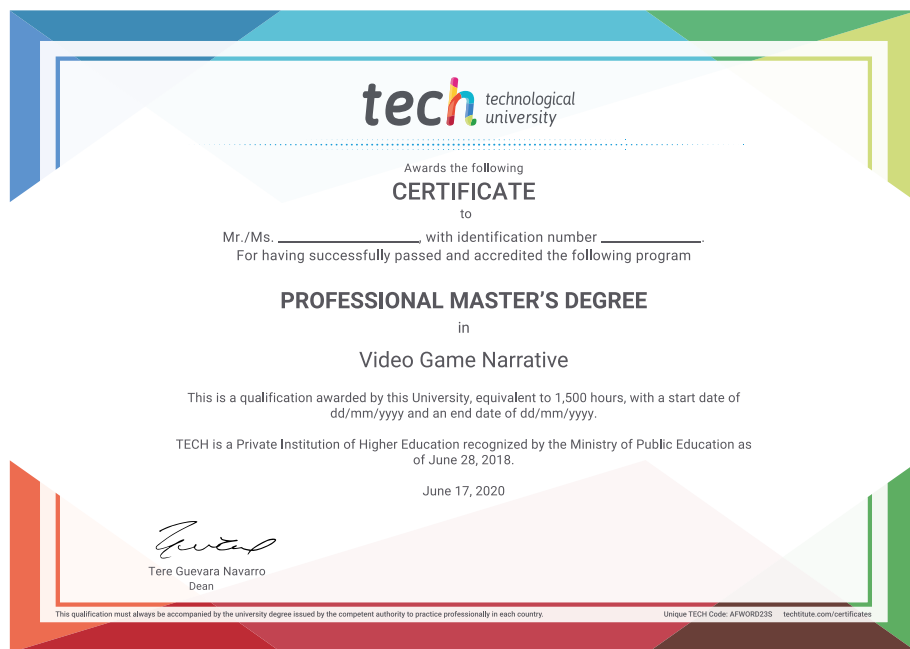 tech technological
university
Awards the following
CERTIFICATE
to
Mr./Ms. ____________________, with identification number ______________.
For having successfully passed and accredited the following program
PROFESSIONAL MASTER'S DEGREE
in
Video Game Narrative
This is a qualification awarded by this University, equivalent to 1,500 hours, with a start date of
dd/mm/yyyy and an end date of dd/mm/yyyy.
TECH is a Private Institution of Higher Education recognized by the Ministry of Public Education as
of June 28, 2018.
June 17, 2020
Tere Guevara Navarro
Dean
This qualification must always be accompanied by the university degree issued by the competent authority to practice professionally in each country. Unique TECH Code: AFWORD23S techtitute.com/certificates